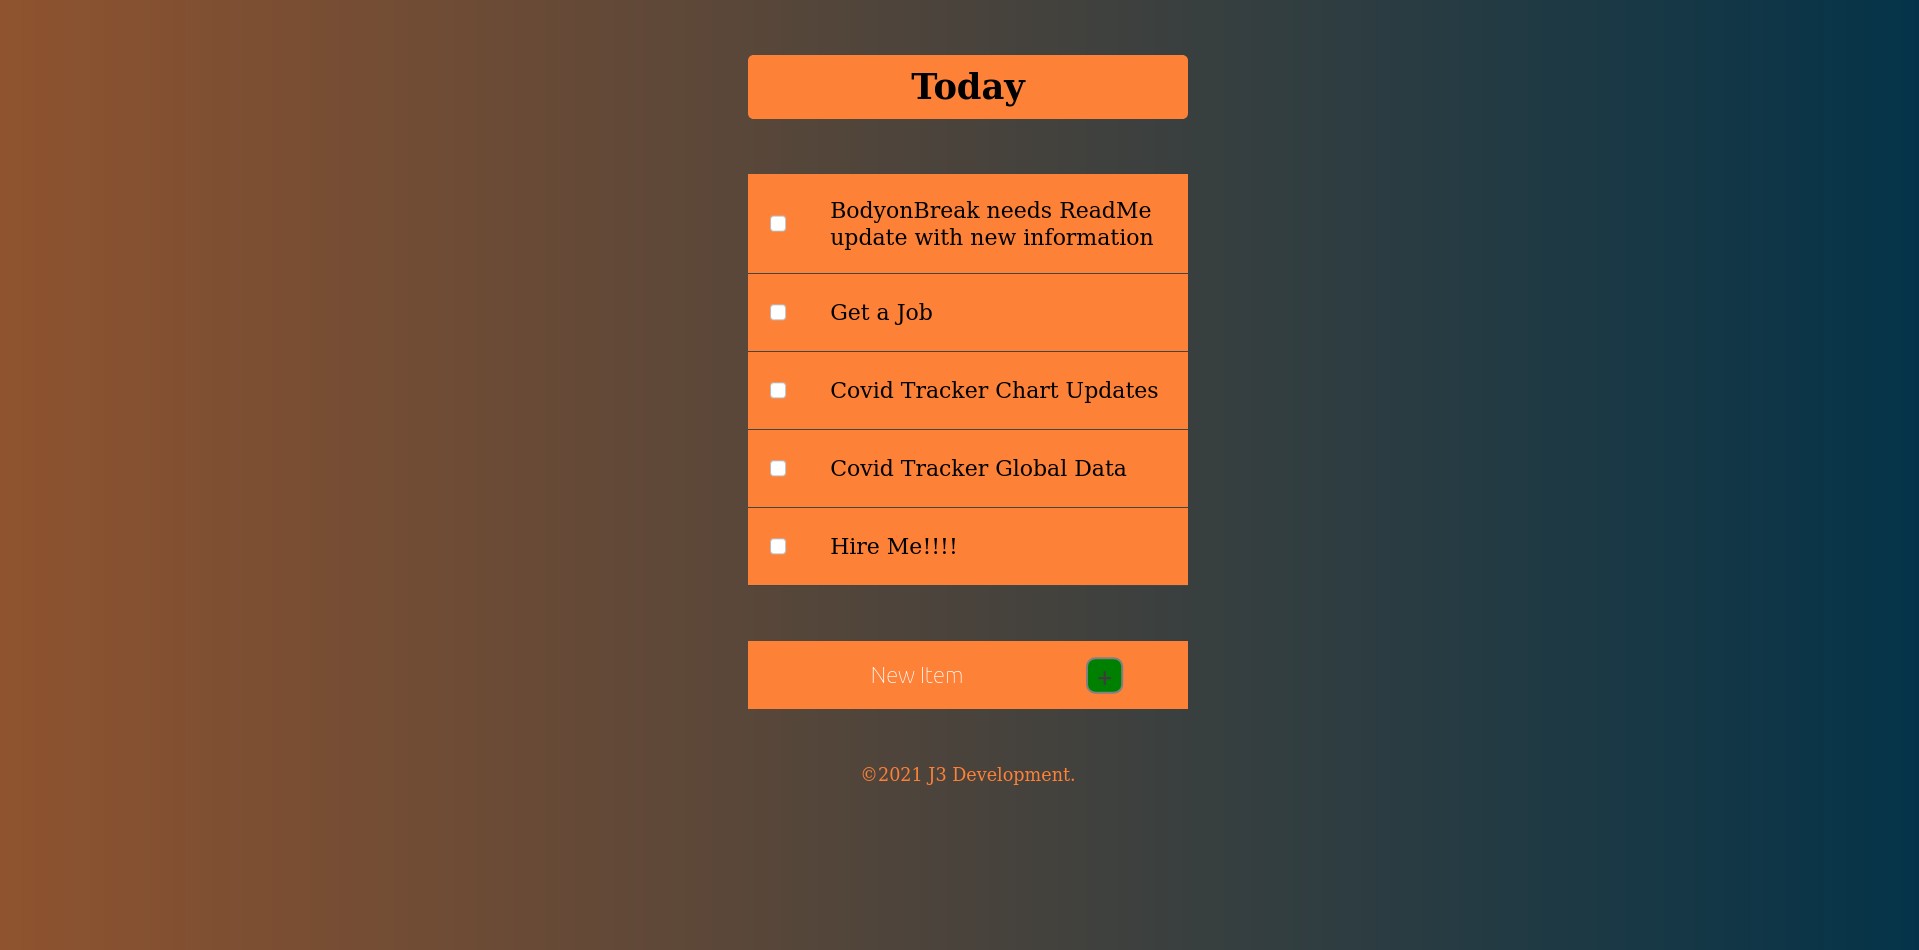 Today
BodyonBreak needs ReadMe
update with new information
Get a Job
Covid Tracker Chart Updates
Covid Tracker Global Data
Hire Me!!!!
New Item +
©2021 J3 Development.